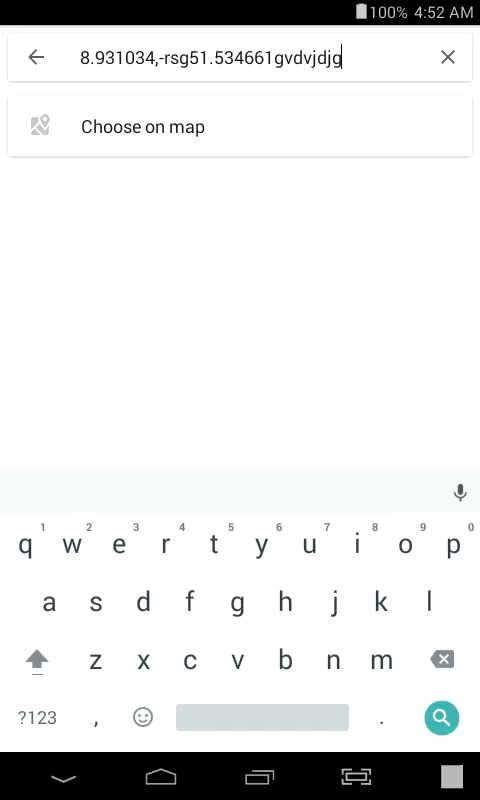 100% 4:52 AM
8.931034,-rsg51.534661gvdvjdjg
Choose on map
1 2 3 4 5 6 7 8 9 0
q w e r t y u i o p
a s d f g h j k l
z x c v b n m
?123 , .